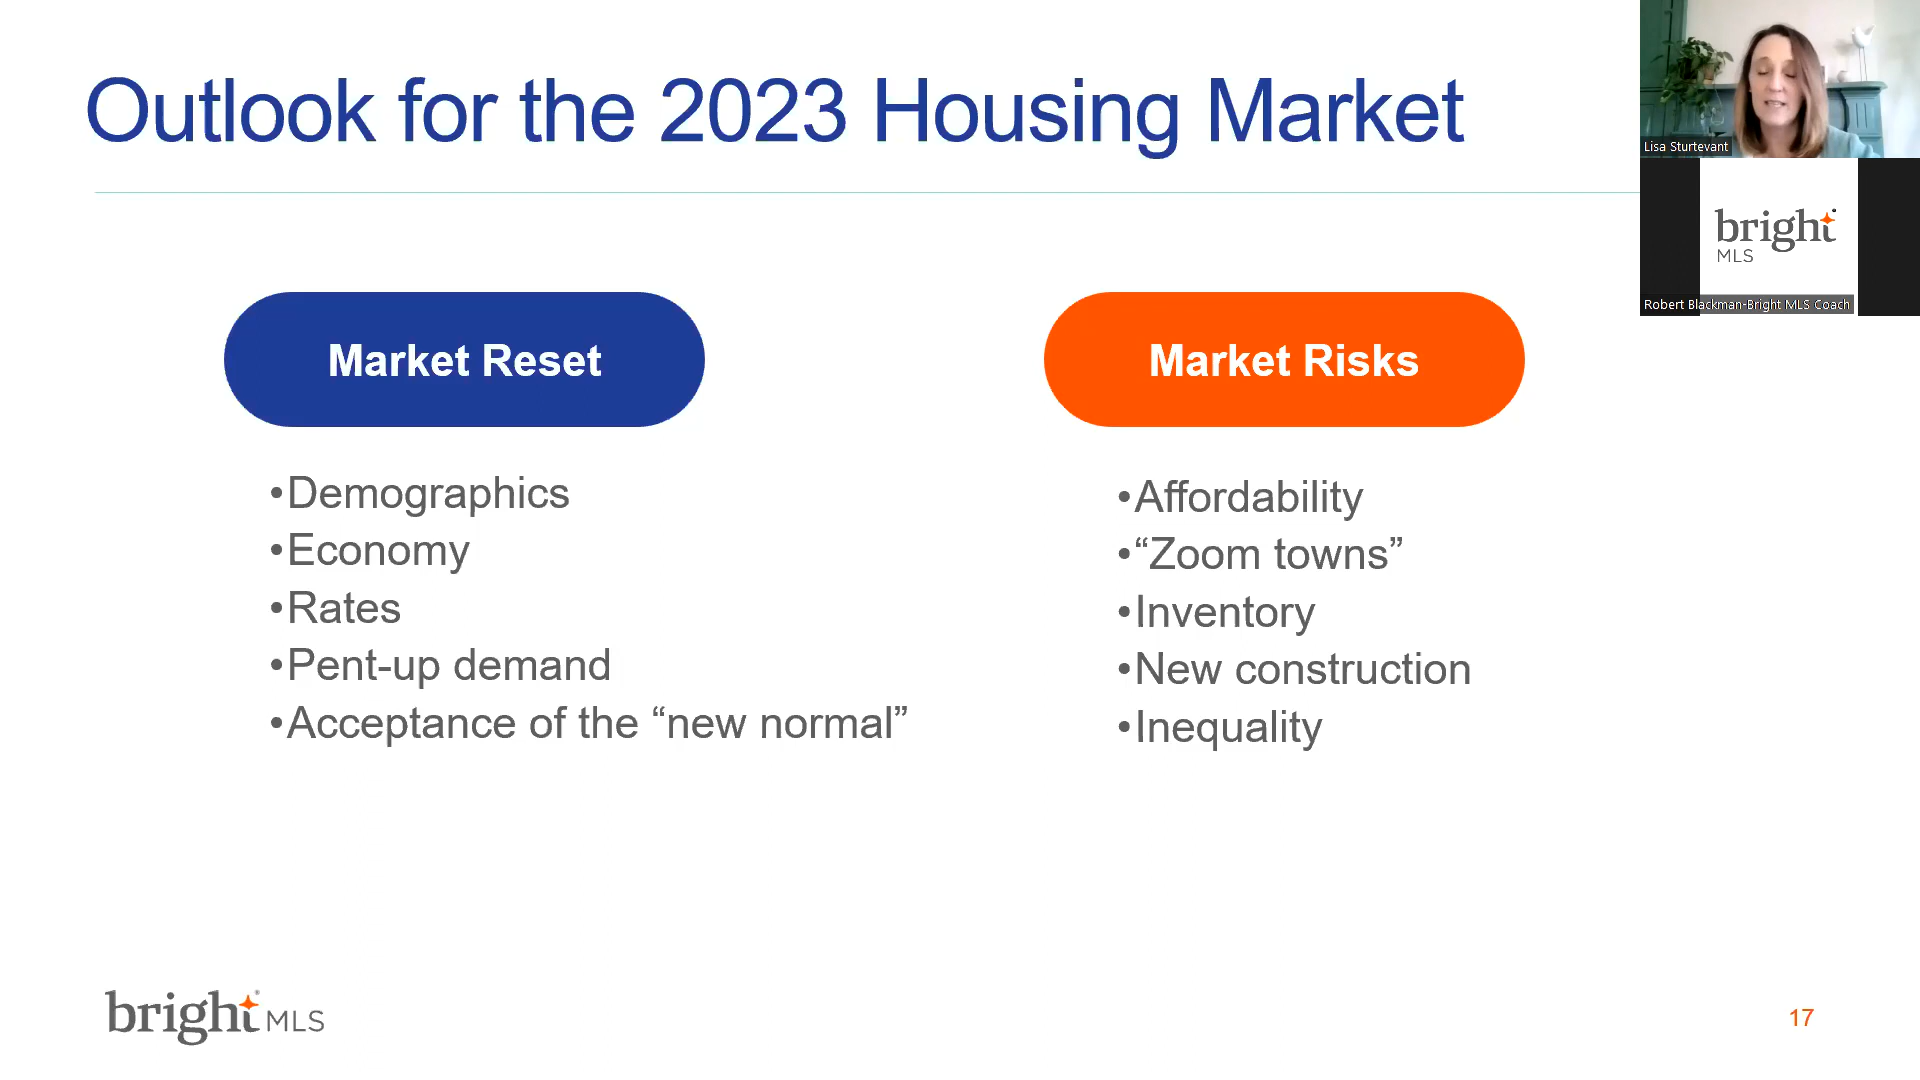 Outlook for the 2023 Housing Market
Lisa Sturtevant
bright
MLS
Robert Blackman-Bright MLS Coach
Market Reset
•Demographics
•Economy
•Rates
•Pent-up demand
•Acceptance of the “new normal”
Market Risks
•Affordability
•“Zoom towns”
•Inventory
•New construction
•Inequality
bright® MLS
17